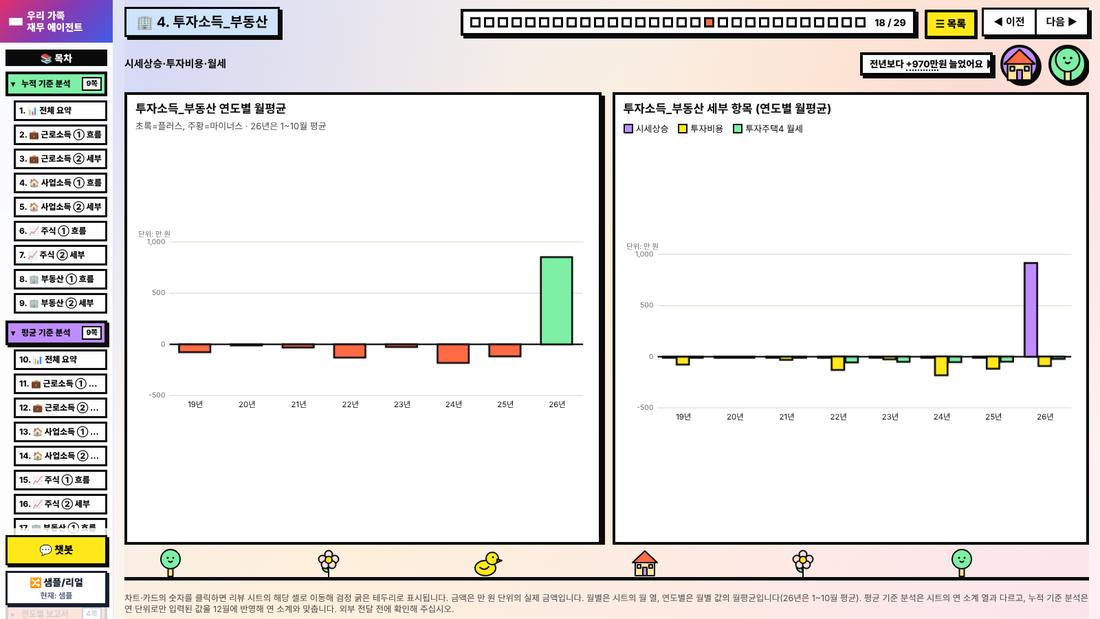 우리 가족
재무 에이전트
📚 목차
▼ 누적 기준 분석 9쪽
1. 📊 전체 요약
2. 💼 근로소득 ① 흐름
3. 💼 근로소득 ② 세부
4. 🏠 사업소득 ① 흐름
5. 🏠 사업소득 ② 세부
6. 📈 주식 ① 흐름
7. 📈 주식 ② 세부
8. 🏢 부동산 ① 흐름
9. 🏢 부동산 ② 세부
▼ 평균 기준 분석 9쪽
10. 📊 전체 요약
11. 💼 근로소득 ① ...
12. 💼 근로소득 ② ...
13. 🏠 사업소득 ① ...
14. 🏠 사업소득 ② ...
15. 📈 주식 ① 흐름
16. 📈 주식 ② 세부
17. 🏢 부동산 ① 흐름
💬 챗봇
🔀 샘플/리얼
현재: 샘플
연도별 보고서 4쪽
🏢 4. 투자소득_부동산
18 / 29
☰ 목록
◀ 이전
다음 ▶
시세상승·투자비용·월세
전년보다 +970만원 늘었어요
투자소득_부동산 연도별 월평균
초록=플러스, 주황=마이너스 · 26년은 1~10월 평균
단위: 만 원
1,000
500
0
-500
19년 20년 21년 22년 23년 24년 25년 26년
투자소득_부동산 세부 항목 (연도별 월평균)
시세상승 투자비용 투자주택4 월세
단위: 만 원
1,000
500
0
-500
19년 20년 21년 22년 23년 24년 25년 26년
차트·카드의 숫자를 클릭하면 리뷰 시트의 해당 셀로 이동해 검정 굵은 테두리로 표시됩니다. 금액은 만 원 단위의 실제 금액입니다. 월별은 시트의 월 열, 연도별은 월별 값의 월평균입니다(26년은 1~10월 평균). 평균 기준 분석은 시트의 연 소계 열과 다르고, 누적 기준 분석은
연 단위로만 입력된 값을 12월에 반영해 연 소계와 맞춥니다. 외부 전달 전에 확인해 주십시오.